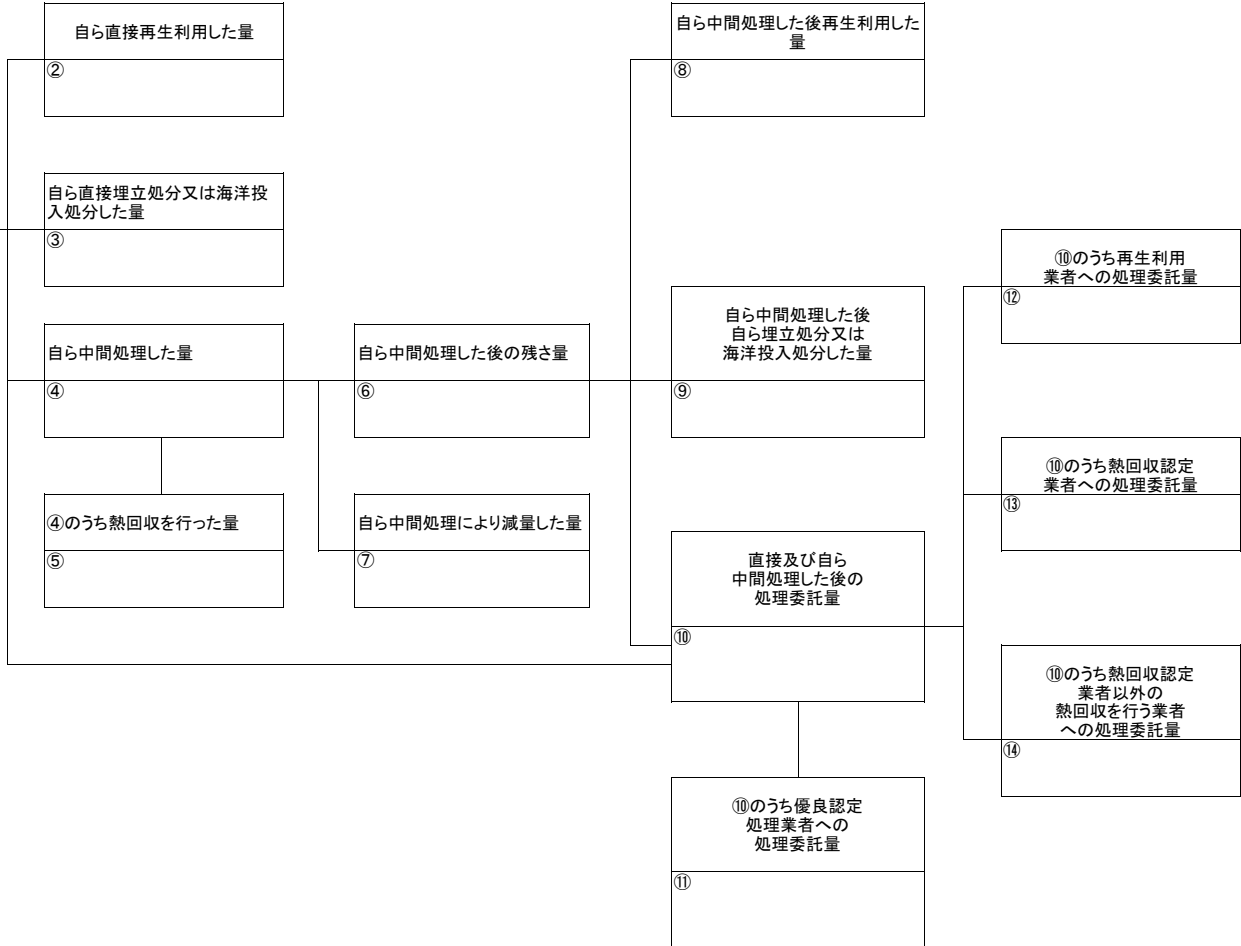 自ら直接再生利用した量
②
自ら中間処理した後再生利用した
量
⑧
自ら直接埋立処分又は海洋投
入処分した量
③
⑩のうち再生利用
業者への処理委託量
⑫
自ら中間処理した量
④
自ら中間処理した後の残さ量
⑥
自ら中間処理した後
自ら埋立処分又は
海洋投入処分した量
⑨
⑩のうち熱回収認定
業者への処理委託量
⑬
④のうち熱回収を行った量
⑤
自ら中間処理により減量した量
⑦
直接及び自ら
中間処理した後の
処理委託量
⑩
⑩のうち熱回収認定
業者以外の
熱回収を行う業者
への処理委託量
⑭
⑩のうち優良認定
処理業者への
処理委託量
⑪